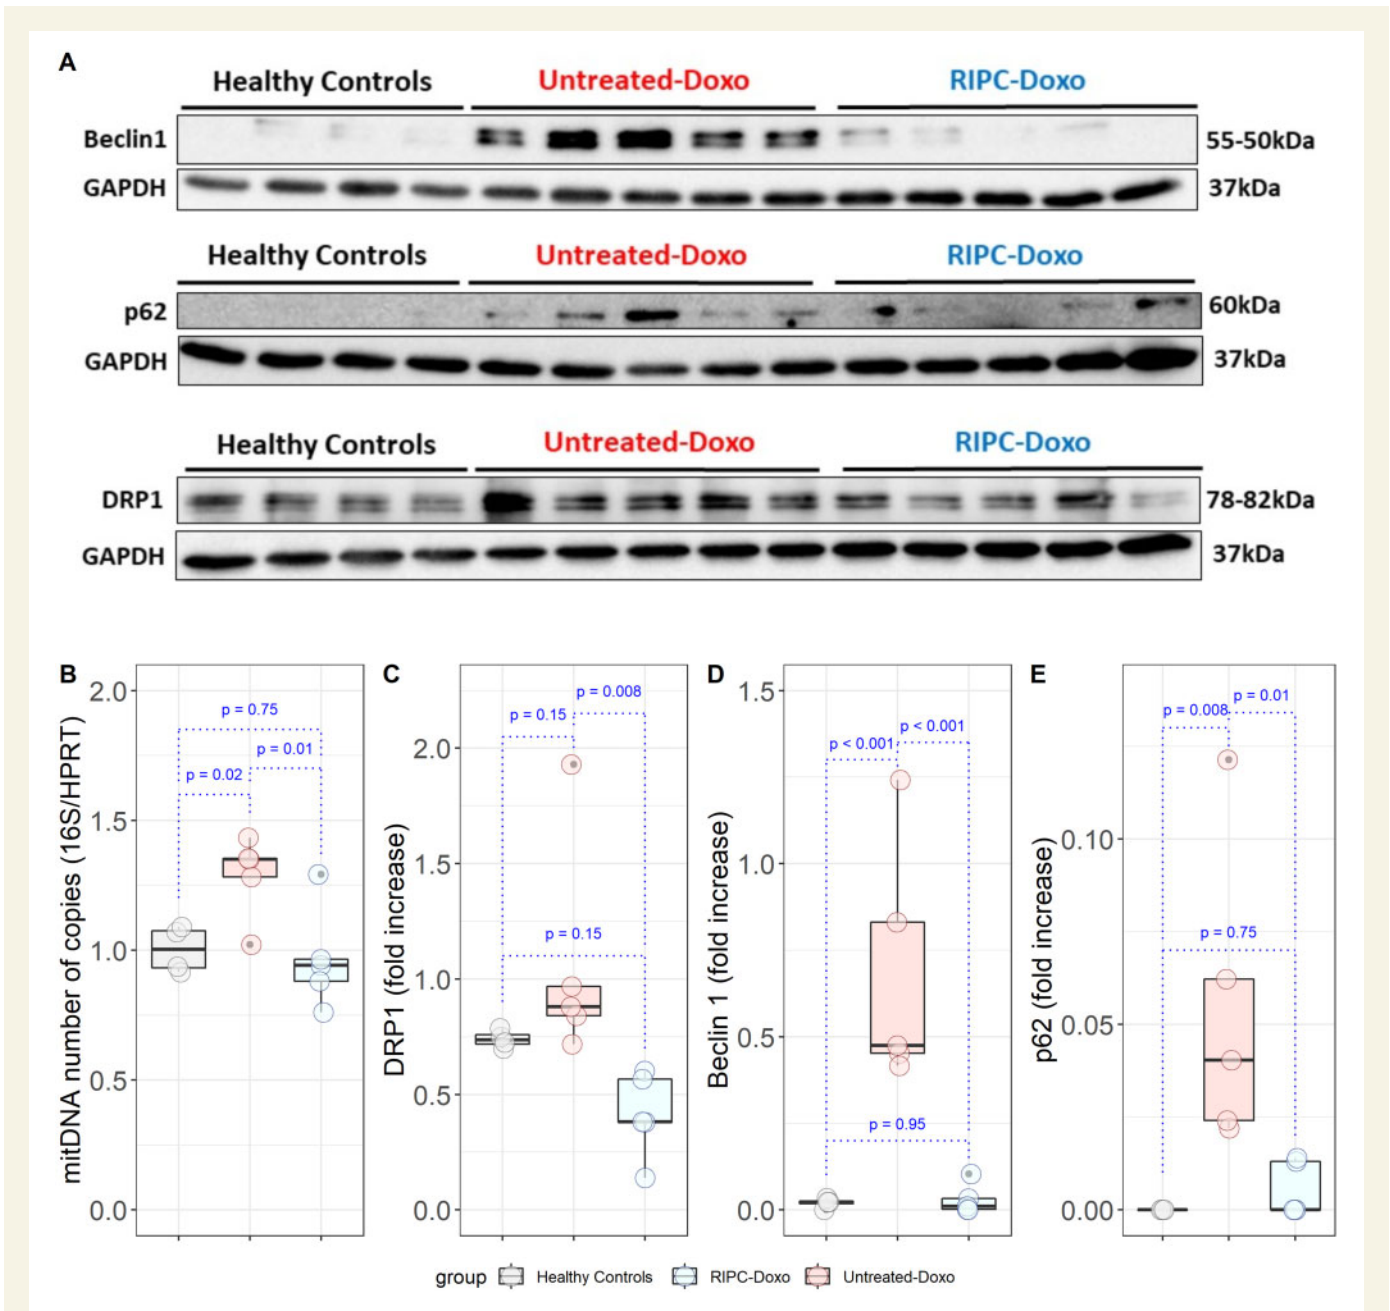 A
Healthy Controls Untreated-Doxo RIPC-Doxo
Beclin1 55-50kDa
GAPDH 37kDa
Healthy Controls Untreated-Doxo RIPC-Doxo
p62 60kDa
GAPDH 37kDa
Healthy Controls Untreated-Doxo RIPC-Doxo
DRP1 78-82kDa
GAPDH 37kDa
B
mitDNA number of copies (16S/HPRT)
2.0
1.5
1.0
0.5
0.0
p = 0.75
p = 0.01
p = 0.02
C
DRP1 (fold increase)
2.0
1.5
1.0
0.5
0.0
p = 0.008
p = 0.15
p = 0.15
D
Beclin 1 (fold increase)
1.5
1.0
0.5
0.0
p < 0.001
p < 0.001
p = 0.95
E
p62 (fold increase)
0.10
0.05
0.00
p = 0.01
p = 0.008
p = 0.75
group Healthy Controls RIPC-Doxo Untreated-Doxo